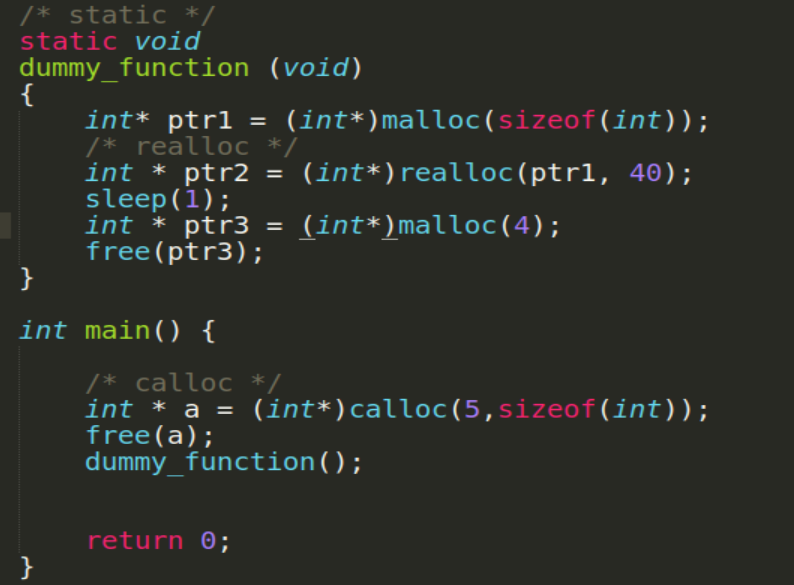 /* static */
static void
dummy_function (void)
{
    int* ptr1 = (int*)malloc(sizeof(int));
    /* realloc */
    int * ptr2 = (int*)realloc(ptr1, 40);
    sleep(1);
    int * ptr3 = (int*)malloc(4);
    free(ptr3);
}

int main() {

    /* calloc */
    int * a = (int*)calloc(5,sizeof(int));
    free(a);
    dummy_function();


    return 0;
}